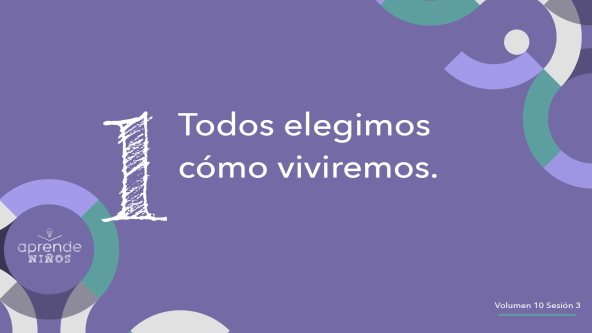 1
Todos elegimos
cómo viviremos.
aprende
NIÑOS
Volumen 10 Sesión 3